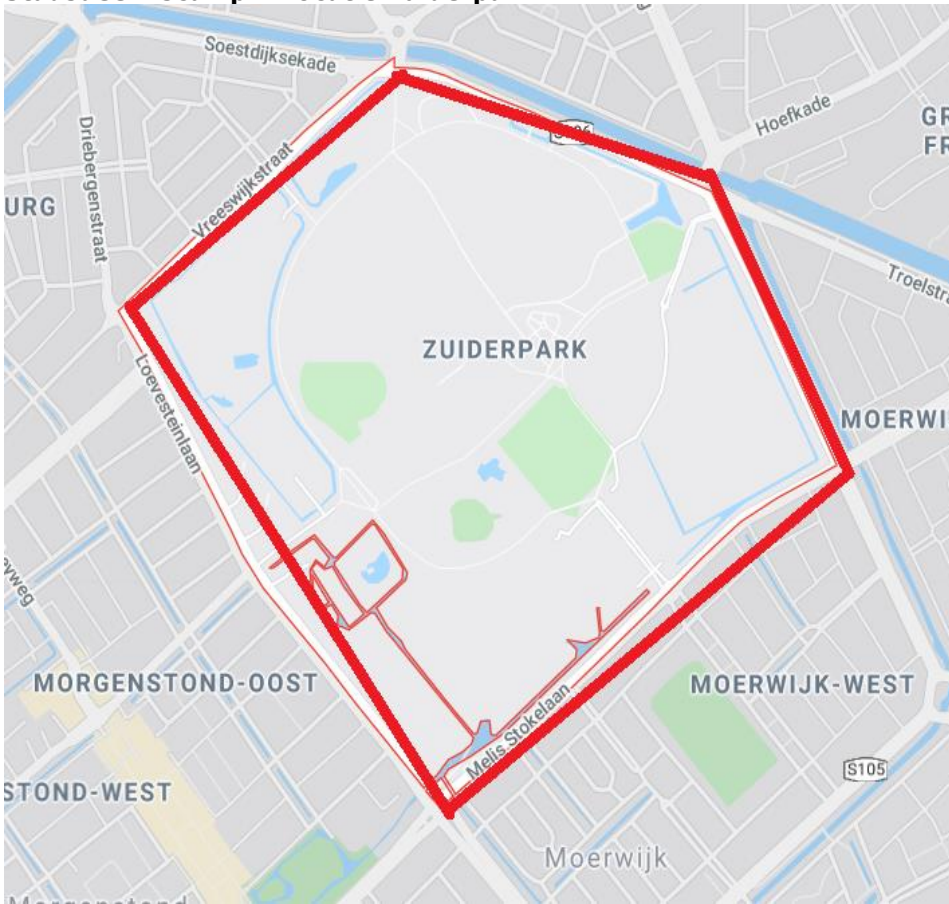 Soestdijksekade
Hoefkade
Driebergenstraat
Vreeswijkstraat
URG
GR
FR
Troelstra
ZUIDERPARK
Loevesteinlaan
MOERWI
MORGENSTOND-OOST
Melis Stokelaan
MOERWIJK-WEST
STOND-WEST
S105
Moerwijk